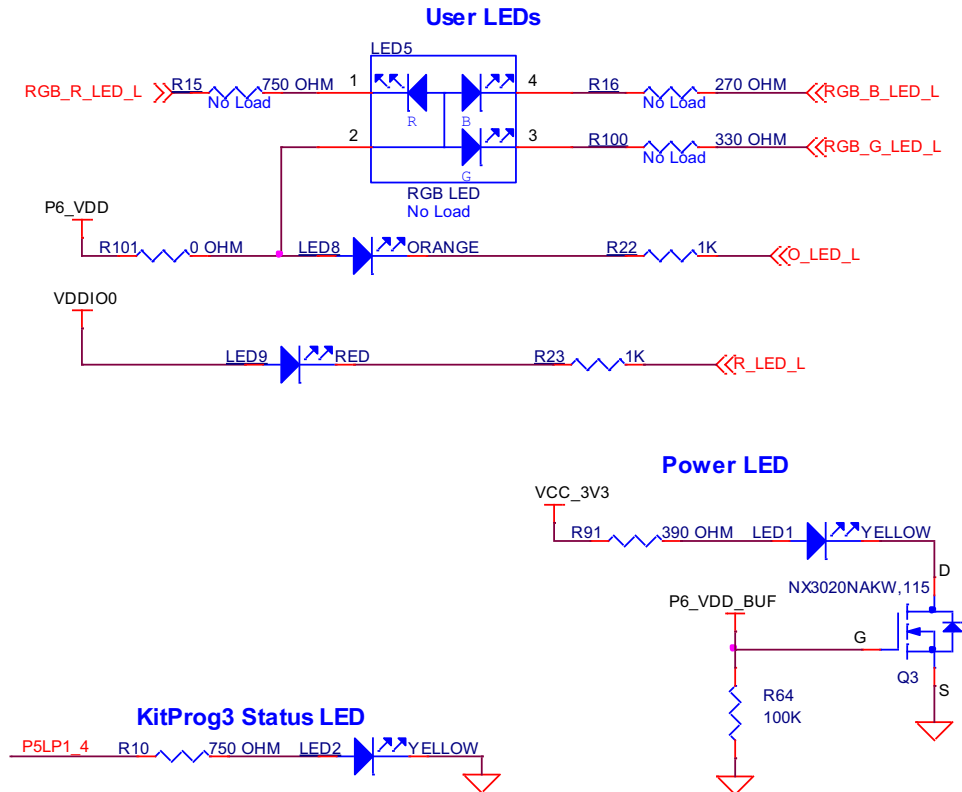 User LEDs
LED5
RGB_R_LED_L
R15
750 OHM
No Load
1
4
R16
270 OHM
No Load
RGB_B_LED_L
R
B
2
3
R100
330 OHM
No Load
RGB_G_LED_L
G
RGB LED
No Load
P6_VDD
R101
0 OHM
LED8
ORANGE
R22
1K
O_LED_L
VDDIO0
LED9
RED
R23
1K
R_LED_L
Power LED
VCC_3V3
R91
390 OHM
LED1
YELLOW
D
NX3020NAKW,115
P6_VDD_BUF
G
Q3
S
R64
100K
KitProg3 Status LED
P5LP1_4
R10
750 OHM
LED2
YELLOW